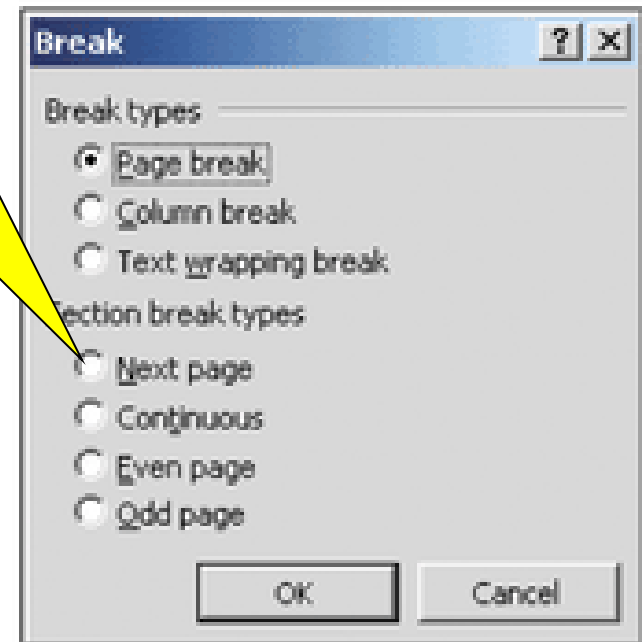 Break
Break types
Page break
Column break
Text wrapping break
ection break types
Next page
Continuous
Even page
Odd page
OK Cancel